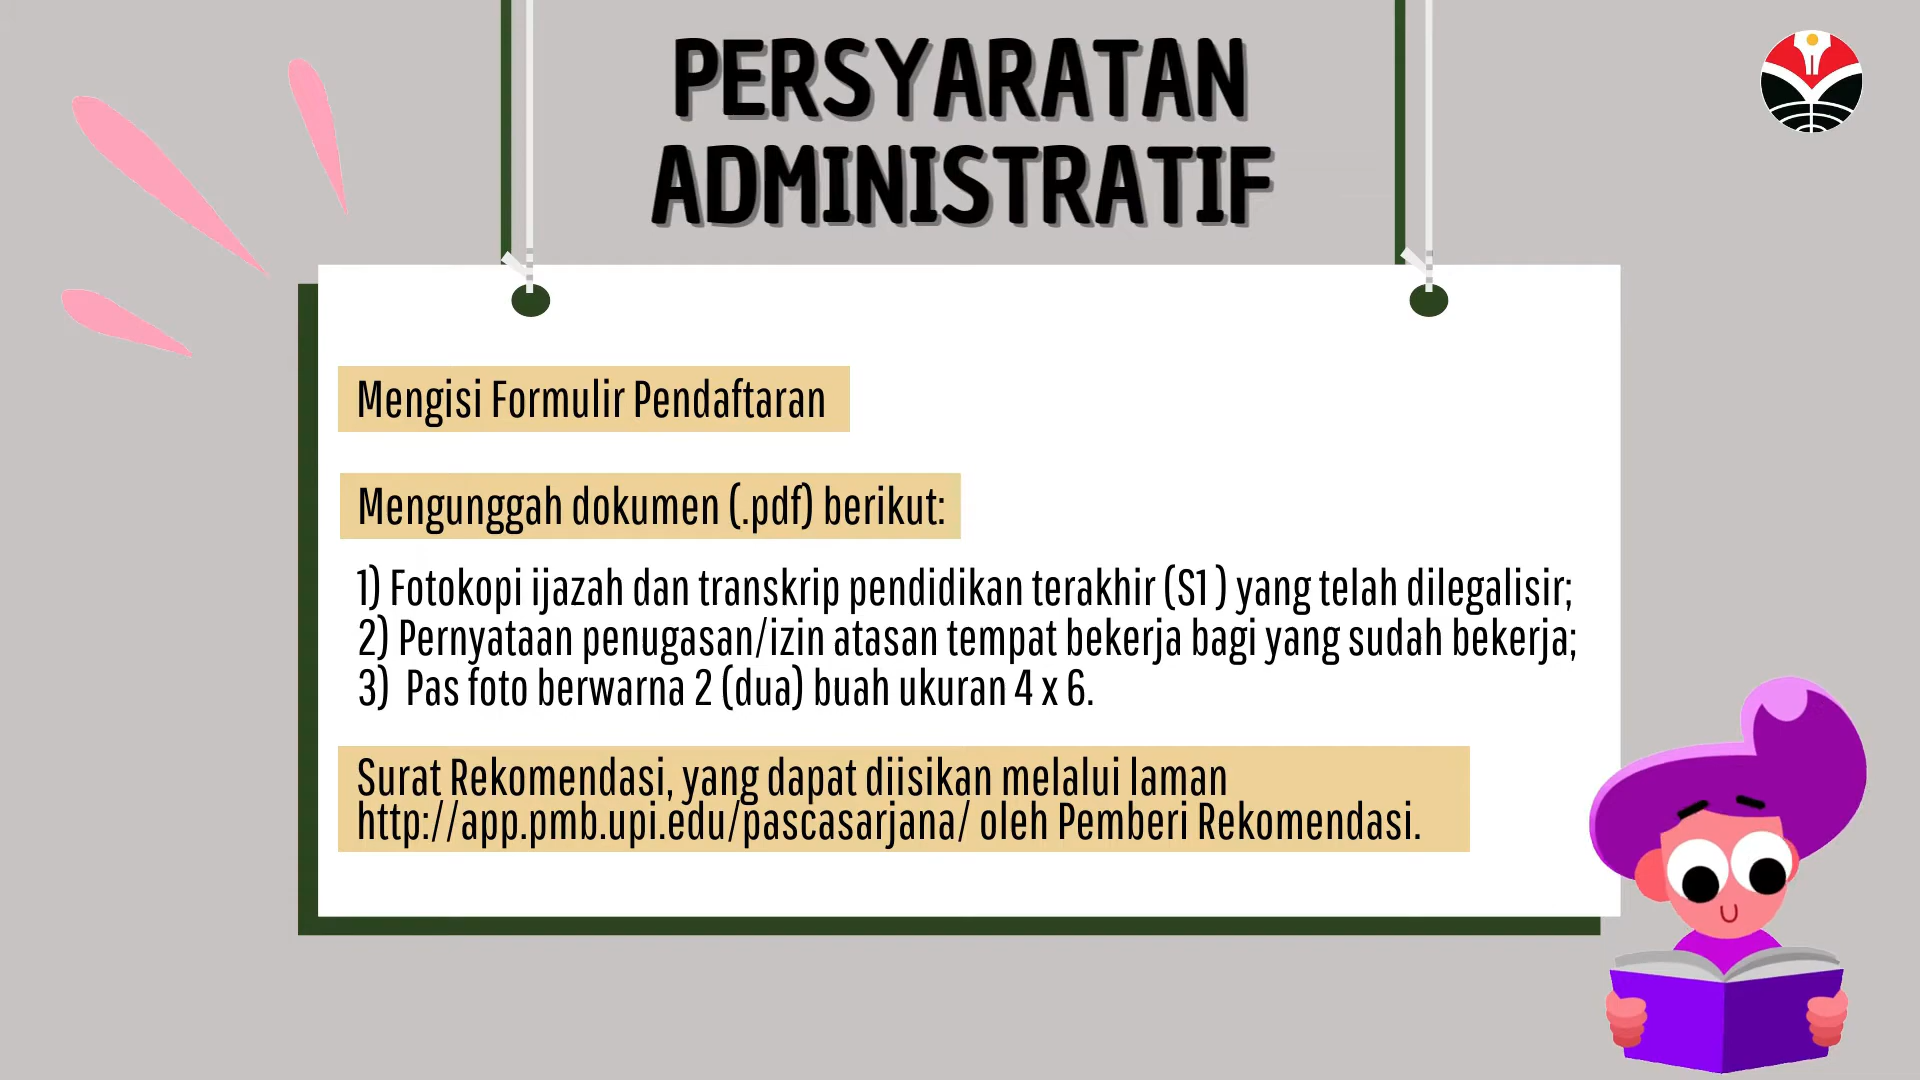 PERSYARATAN
ADMINISTRATIF
Mengisi Formulir Pendaftaran
Mengunggah dokumen (.pdf) berikut:
1) Fotokopi ijazah dan transkrip pendidikan terakhir (S1 ) yang telah dilegalisir;
2) Pernyataan penugasan/izin atasan tempat bekerja bagi yang sudah bekerja;
3) Pas foto berwarna 2 (dua) buah ukuran 4 x 6.
Surat Rekomendasi, yang dapat diisikan melalui laman
http://app.pmb.upi.edu/pascasarjana/ oleh Pemberi Rekomendasi.